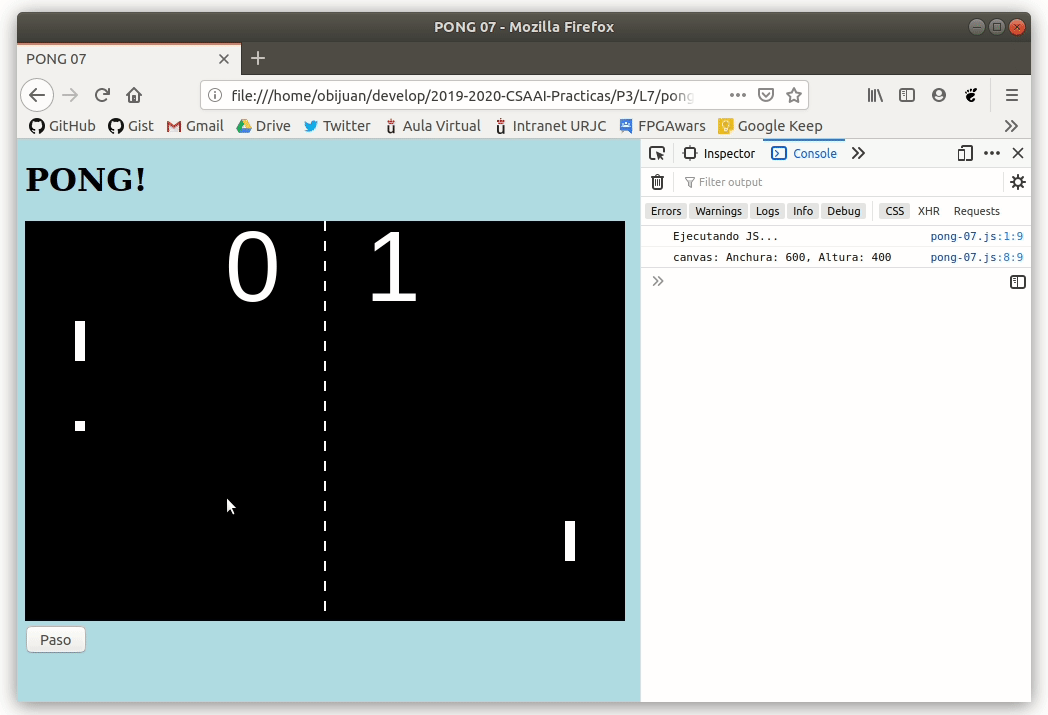 PONG 07 - Mozilla Firefox
PONG 07
file:///home/obijuan/develop/2019-2020-CSAAI-Practicas/P3/L7/pong
GitHub Gist Gmail Drive Twitter Aula Virtual Intranet URJC FPGAwars Google Keep
PONG!
0 1
Paso
Inspector Console
Filter output
Errors Warnings Logs Info Debug CSS XHR Requests
Ejecutando JS... pong-07.js:1:9
canvas: Anchura: 600, Altura: 400 pong-07.js:8:9